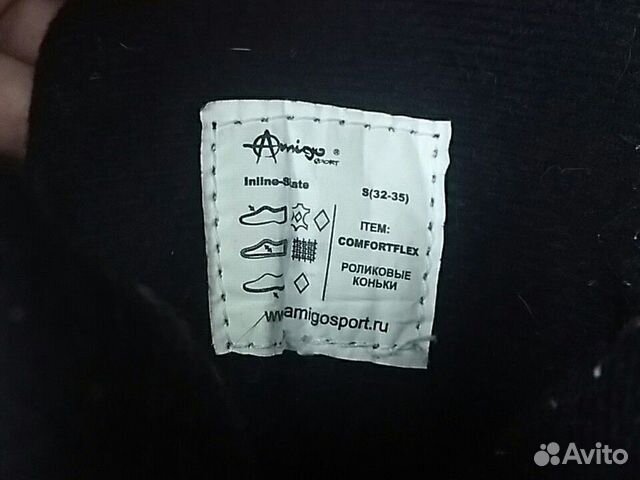 Amigo ®
SPORT
Inline-Skate
S(32-35)
ITEM:
COMFORTFLEX
РОЛИКОВЫЕ
КОНЬКИ
www.amigosport.ru
Avito